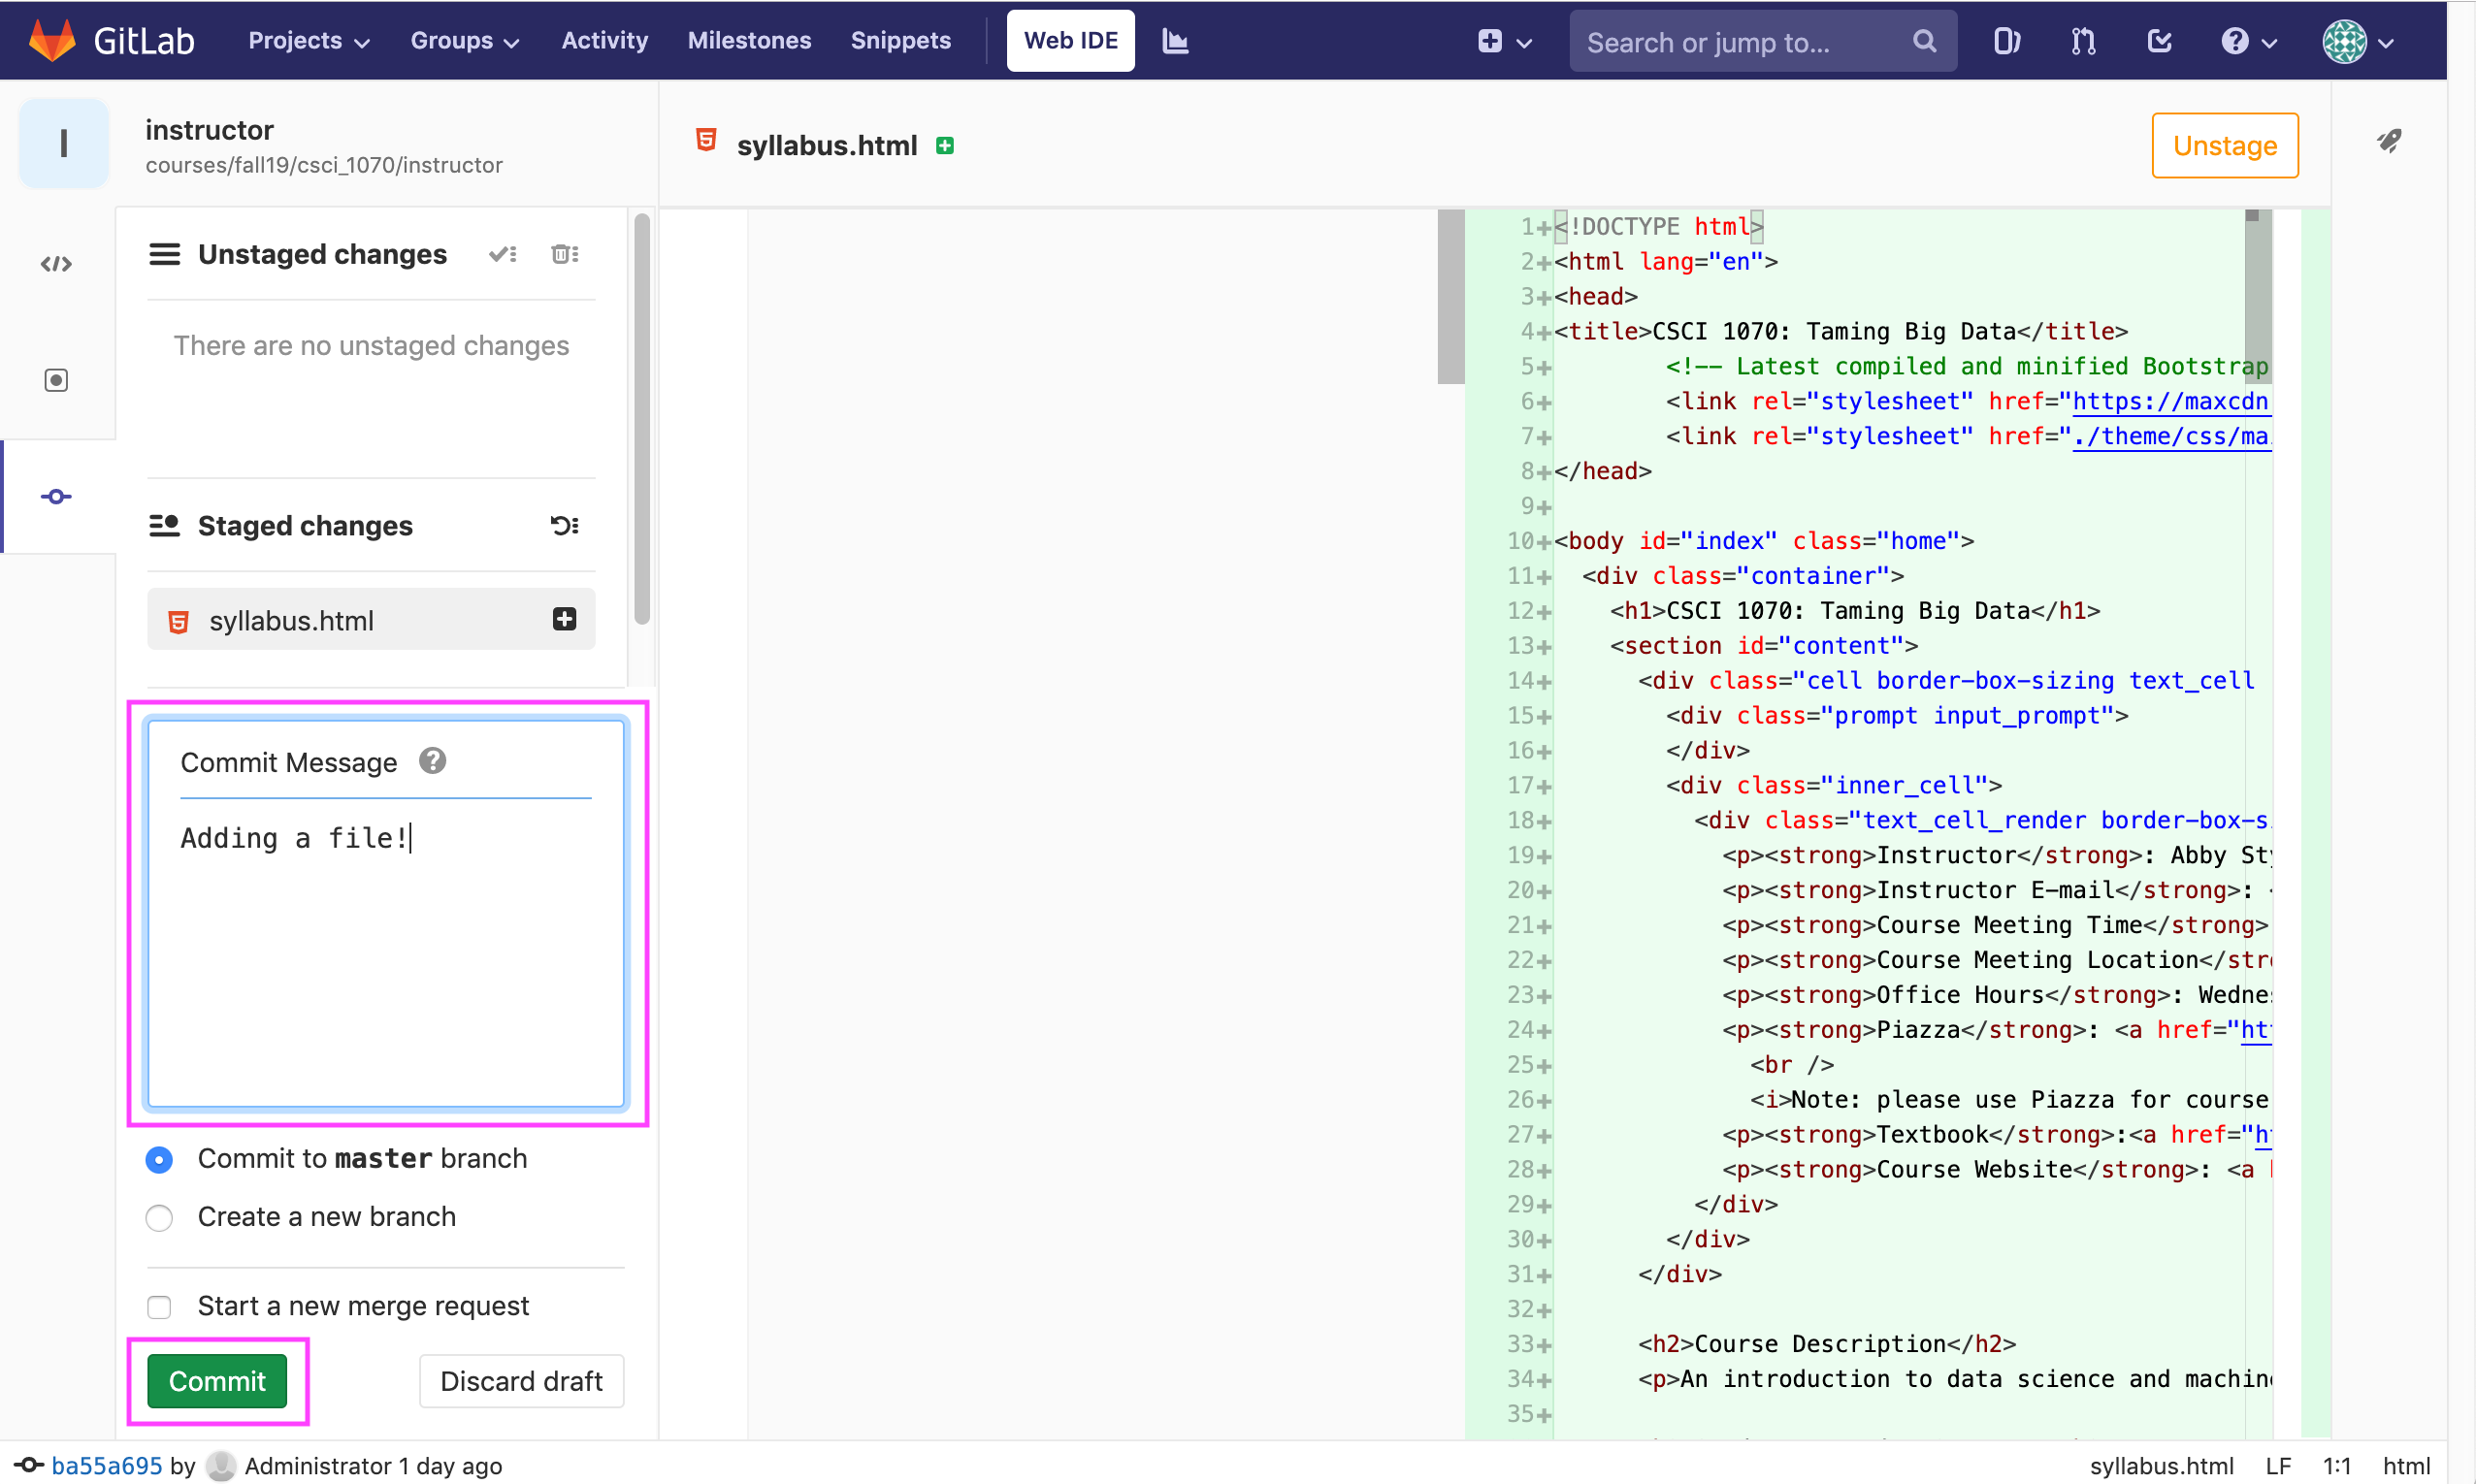 GitLab Projects Groups Activity Milestones Snippets Web IDE Search or jump to...
I
instructor
courses/fall19/csci_1070/instructor
Unstaged changes
There are no unstaged changes
Staged changes
syllabus.html
Commit Message
Adding a file!
Commit to master branch
Create a new branch
Start a new merge request
Commit Discard draft
syllabus.html Unstage
1+<!DOCTYPE html>
2+<html lang="en">
3+<head>
4+<title>CSCI 1070: Taming Big Data</title>
5+ <!-- Latest compiled and minified Bootstrap
6+ <link rel="stylesheet" href="https://maxcdn
7+ <link rel="stylesheet" href="./theme/css/ma
8+</head>
9+
10+<body id="index" class="home">
11+ <div class="container">
12+ <h1>CSCI 1070: Taming Big Data</h1>
13+ <section id="content">
14+ <div class="cell border-box-sizing text_cell
15+ <div class="prompt input_prompt">
16+ </div>
17+ <div class="inner_cell">
18+ <div class="text_cell_render border-box-s
19+ <p><strong>Instructor</strong>: Abby
20+ <p><strong>Instructor E-mail</strong>:
21+ <p><strong>Course Meeting Time</strong>
22+ <p><strong>Course Meeting Location</str
23+ <p><strong>Office Hours</strong>: Wednes
24+ <p><strong>Piazza</strong>: <a href="ht
25+ <br />
26+ <i>Note: please use Piazza for course
27+ <p><strong>Textbook</strong>:<a href="h
28+ <p><strong>Course Website</strong>: <a
29+ </div>
30+ </div>
31+ </div>
32+
33+ <h2>Course Description</h2>
34+ <p>An introduction to data science and machin
35+
ba55a695 by Administrator 1 day ago
syllabus.html LF 1:1 html